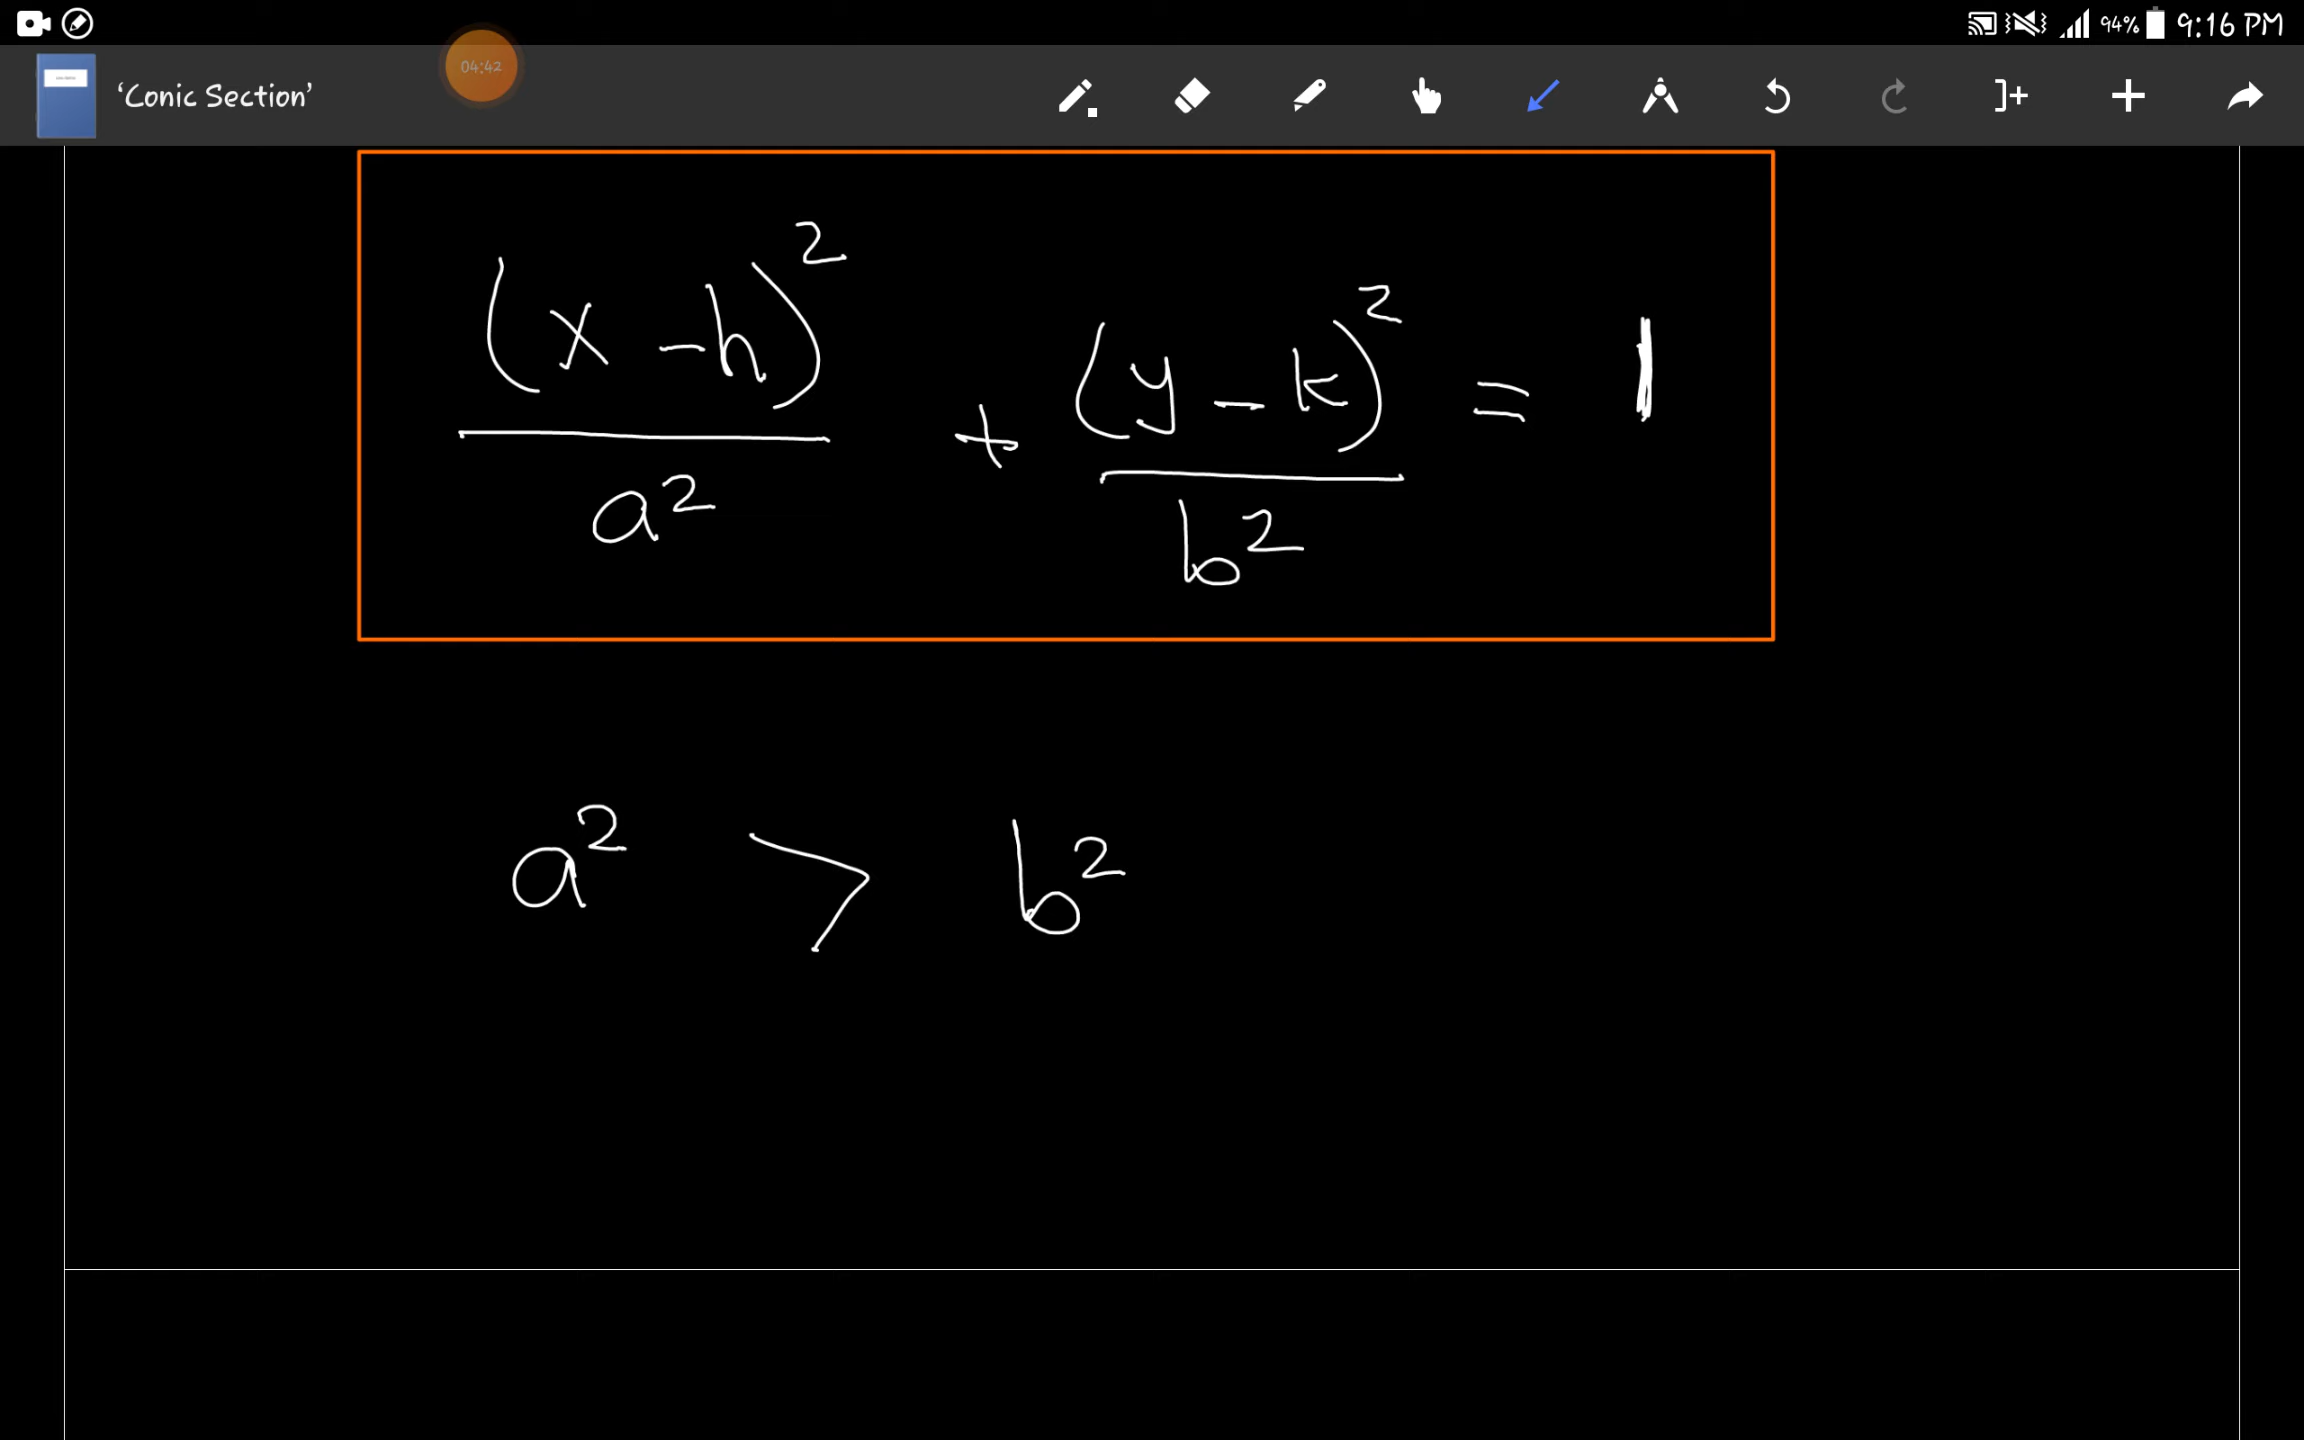 94% 9:16 PM
'Conic Section' 04:42
(x-h)²/a² + (y-k)²/b² = 1
a² > b²